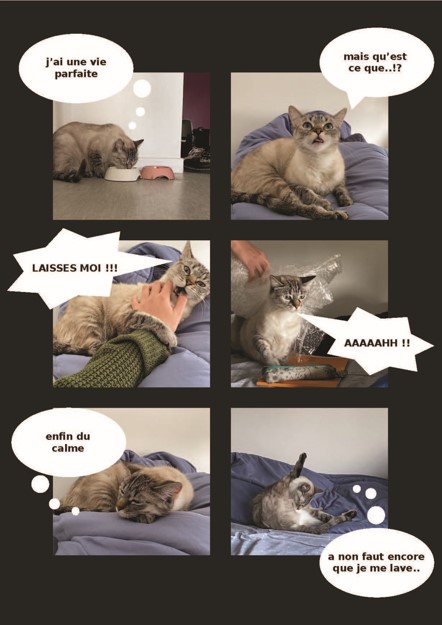 j'ai une vie
parfaite
mais qu'est
ce que..!?
LAISSES MOI !!!
AAAAAHH !!
enfin du
calme
a non faut encore
que je me lave..